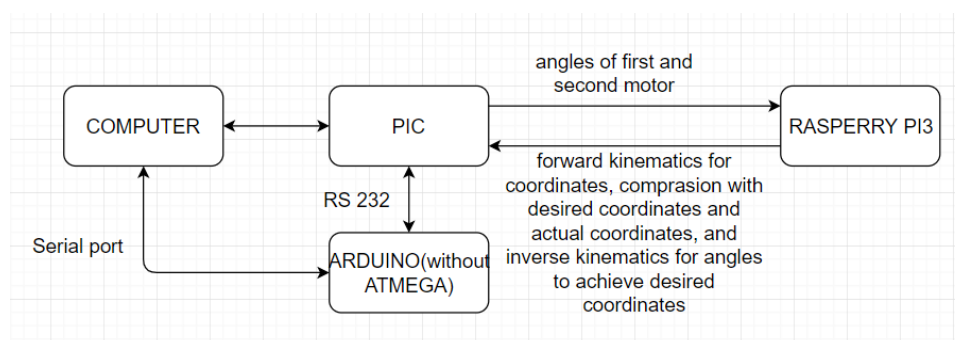 angles of first and
second motor
COMPUTER
PIC
RASPERRY PI3
forward kinematics for
coordinates, comprasion with
desired coordinates and
actual coordinates, and
inverse kinematics for angles
to achieve desired
coordinates
RS 232
Serial port
ARDUINO(without
ATMEGA)